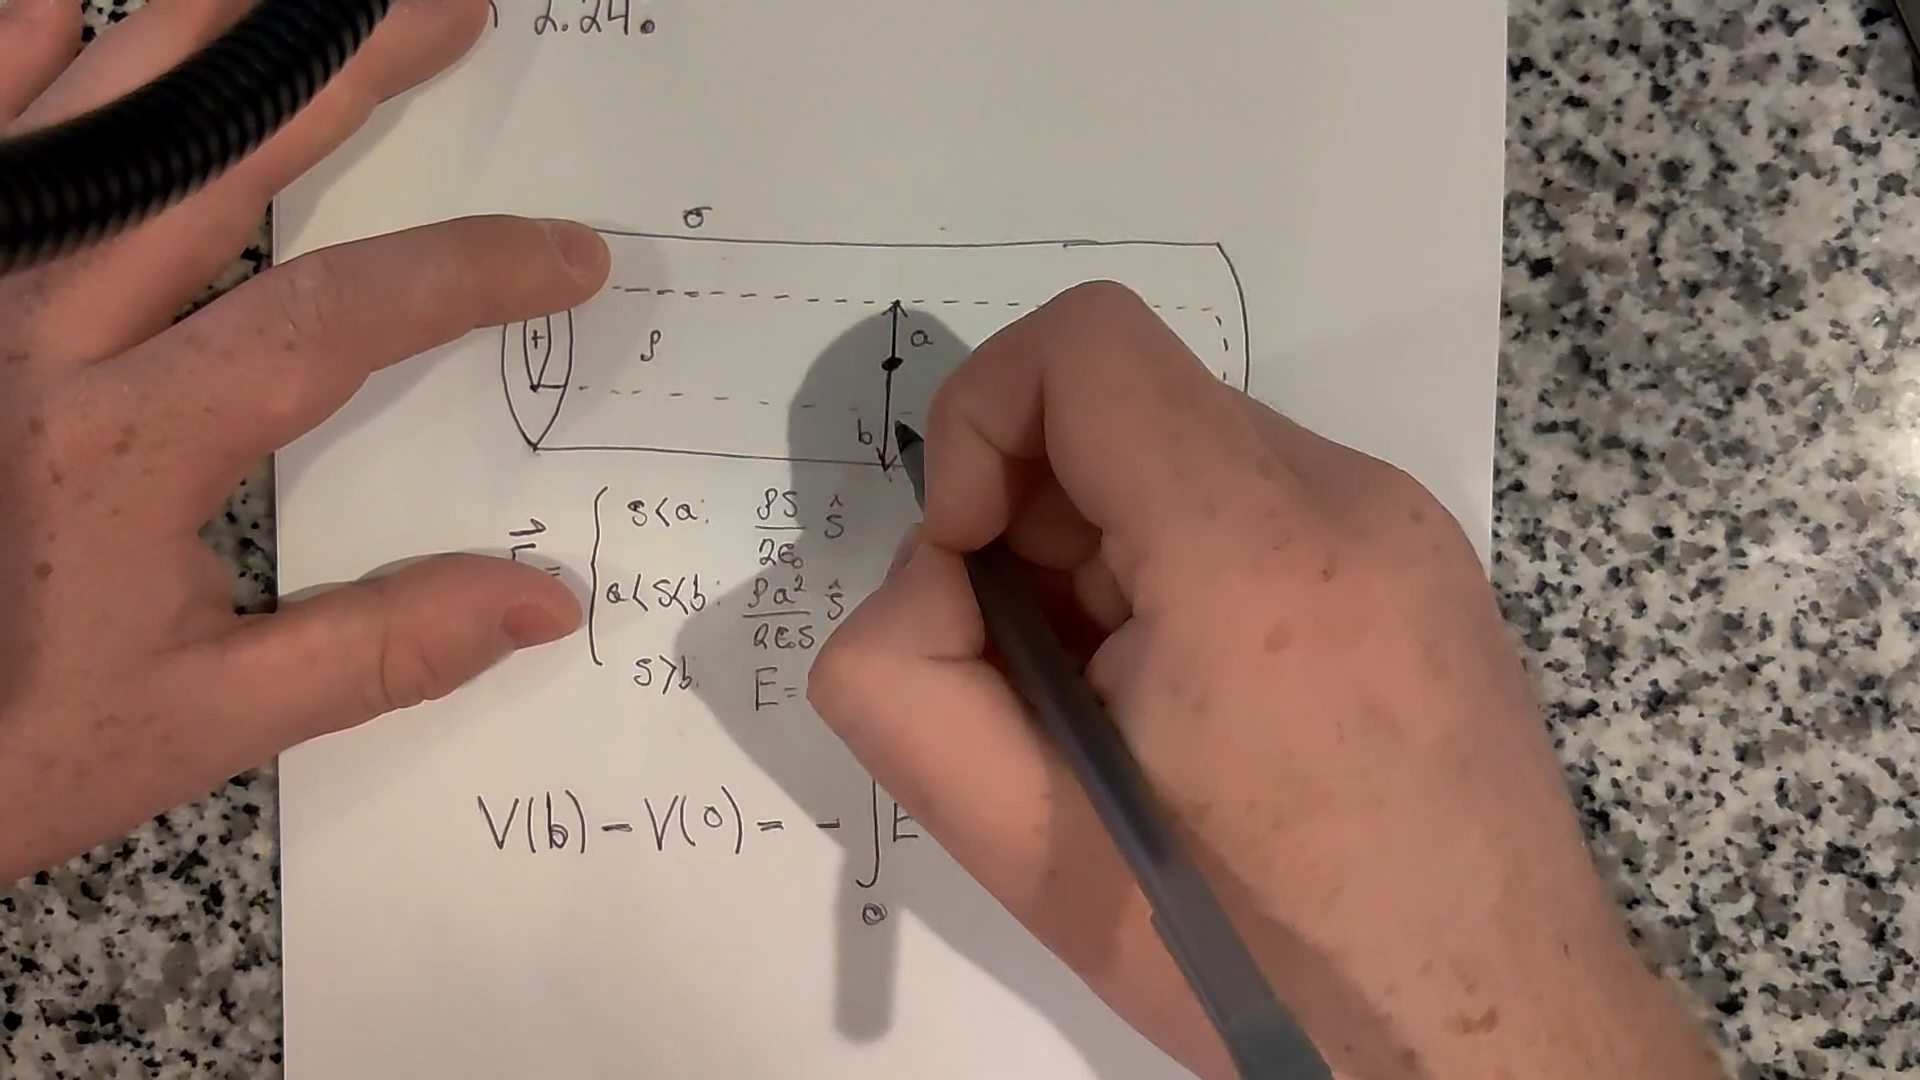 2.24.
σ
+
ρ
a
b
s<a: ρS/2ε₀ ŝ
E⃗ =
a<s<b: ρa²/2ε₀S ŝ
s>b: E=
V(b) - V(0) = - ∫ E
0